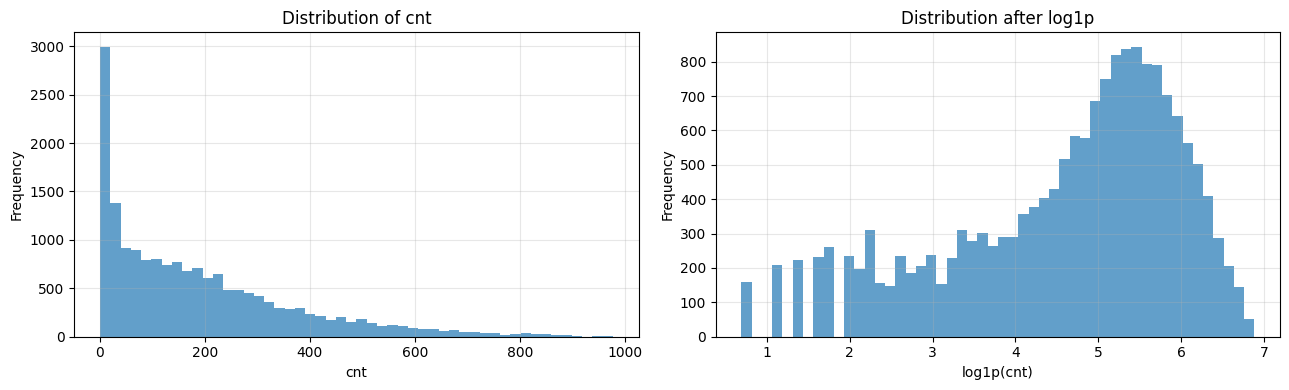 Distribution of cnt
Frequency
3000
2500
2000
1500
1000
500
0
0 200 400 600 800 1000
cnt
Distribution after log1p
Frequency
800
700
600
500
400
300
200
100
0
1 2 3 4 5 6 7
log1p(cnt)